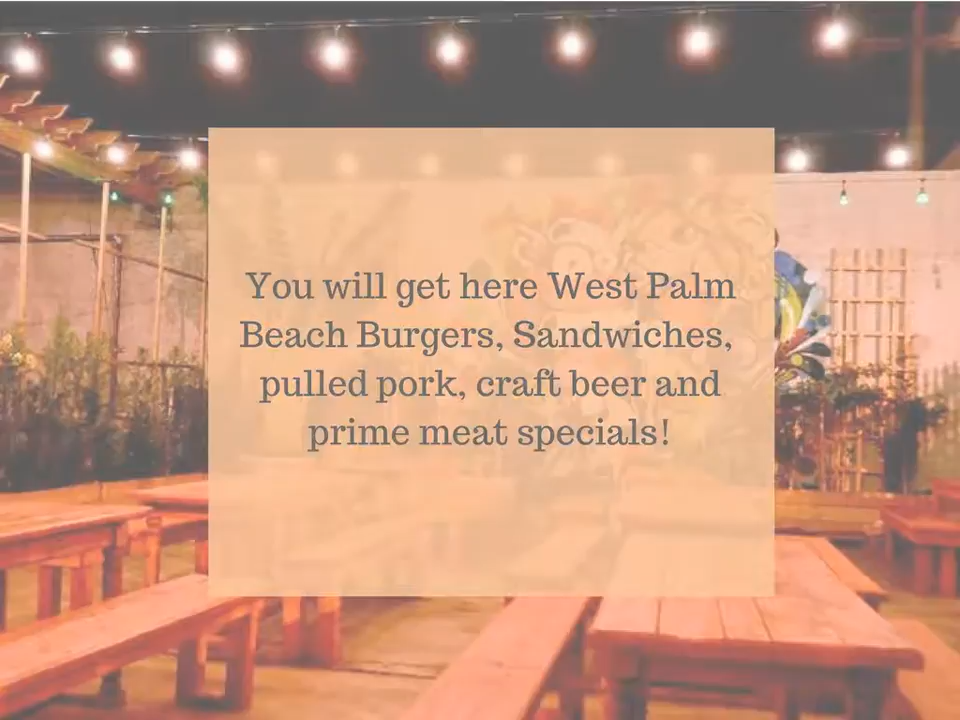 You will get here West Palm
Beach Burgers, Sandwiches,
pulled pork, craft beer and
prime meat specials!